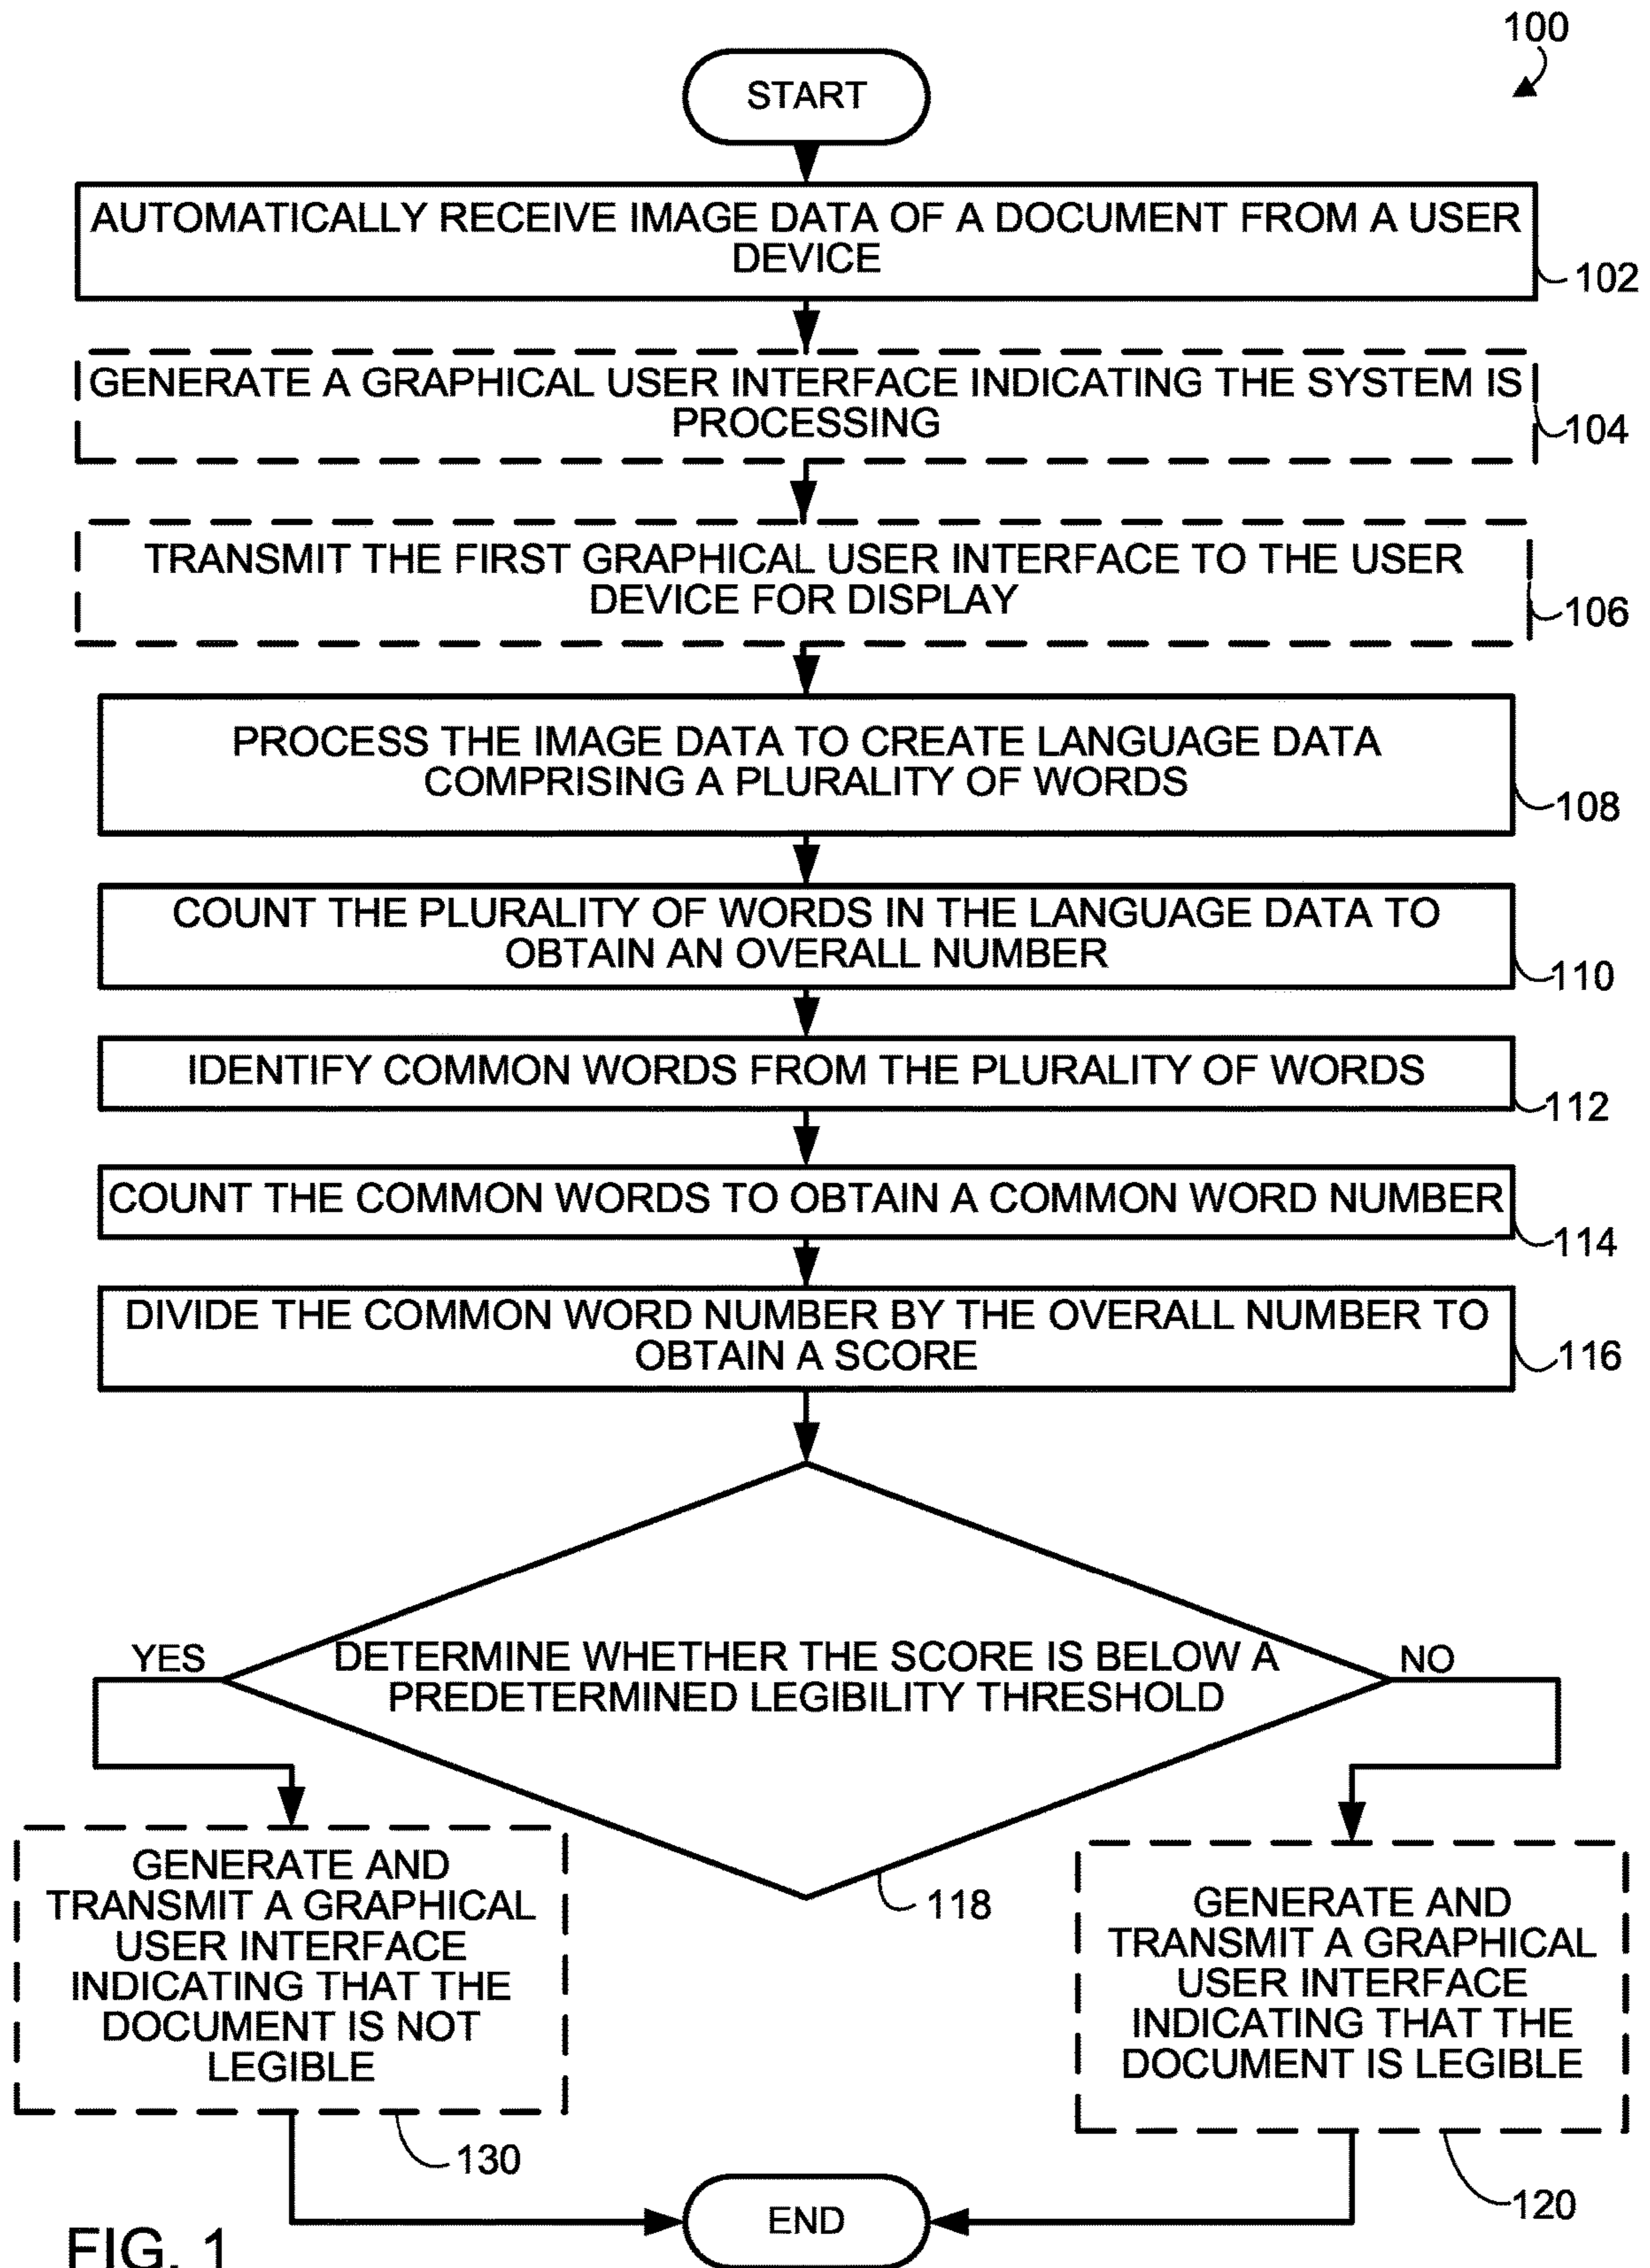 100
START
AUTOMATICALLY RECEIVE IMAGE DATA OF A DOCUMENT FROM A USER
DEVICE
102
GENERATE A GRAPHICAL USER INTERFACE INDICATING THE SYSTEM IS
PROCESSING
104
TRANSMIT THE FIRST GRAPHICAL USER INTERFACE TO THE USER
DEVICE FOR DISPLAY
106
PROCESS THE IMAGE DATA TO CREATE LANGUAGE DATA
COMPRISING A PLURALITY OF WORDS
108
COUNT THE PLURALITY OF WORDS IN THE LANGUAGE DATA TO
OBTAIN AN OVERALL NUMBER
110
IDENTIFY COMMON WORDS FROM THE PLURALITY OF WORDS
112
COUNT THE COMMON WORDS TO OBTAIN A COMMON WORD NUMBER
114
DIVIDE THE COMMON WORD NUMBER BY THE OVERALL NUMBER TO
OBTAIN A SCORE
116
YES
DETERMINE WHETHER THE SCORE IS BELOW A
PREDETERMINED LEGIBILITY THRESHOLD
NO
118
GENERATE AND
TRANSMIT A GRAPHICAL
USER INTERFACE
INDICATING THAT THE
DOCUMENT IS NOT
LEGIBLE
130
GENERATE AND
TRANSMIT A GRAPHICAL
USER INTERFACE
INDICATING THAT THE
DOCUMENT IS LEGIBLE
120
END
FIG. 1